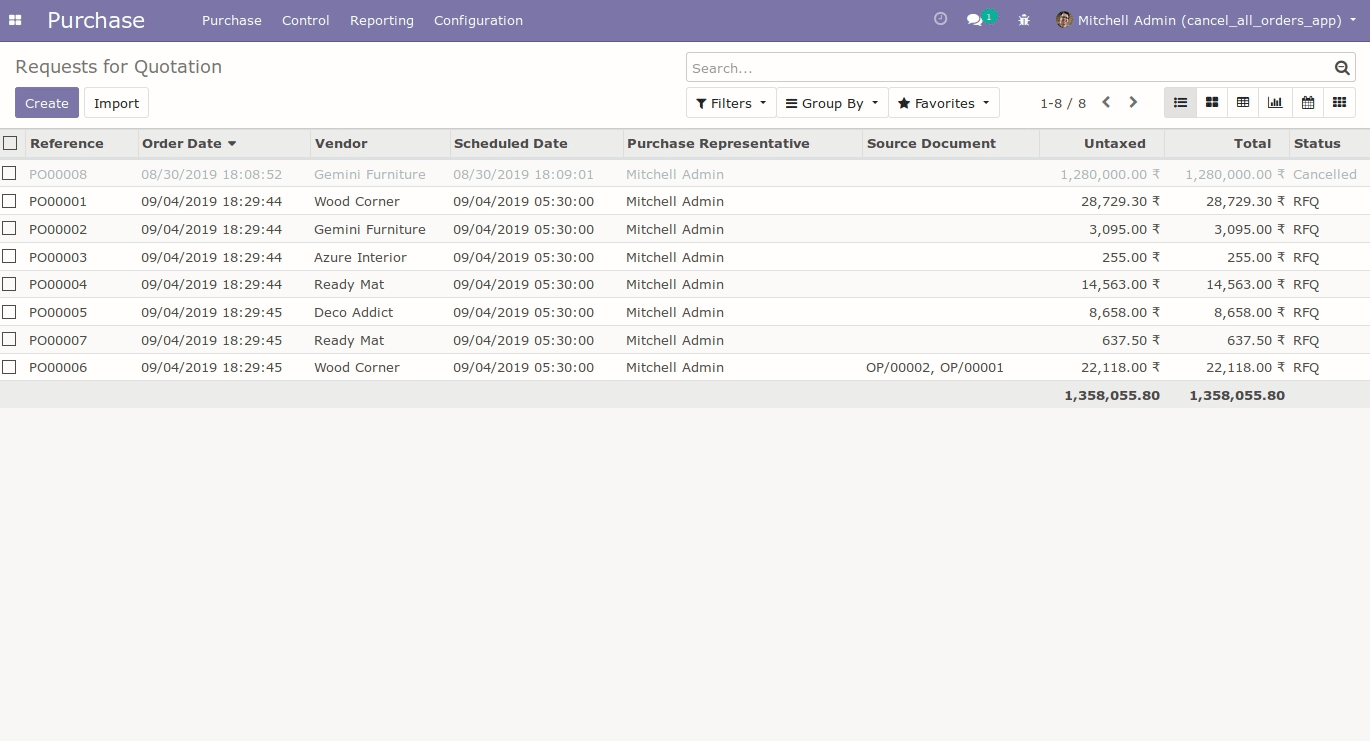 Purchase Purchase Control Reporting Configuration 1 Mitchell Admin (cancel_all_orders_app)
Requests for Quotation Search...
Create Import Filters Group By Favorites 1-8 / 8
Reference Order Date Vendor Scheduled Date Purchase Representative Source Document Untaxed Total Status
PO00008 08/30/2019 18:08:52 Gemini Furniture 08/30/2019 18:09:01 Mitchell Admin 1,280,000.00 ₹ 1,280,000.00 ₹ Cancelled
PO00001 09/04/2019 18:29:44 Wood Corner 09/04/2019 05:30:00 Mitchell Admin 28,729.30 ₹ 28,729.30 ₹ RFQ
PO00002 09/04/2019 18:29:44 Gemini Furniture 09/04/2019 05:30:00 Mitchell Admin 3,095.00 ₹ 3,095.00 ₹ RFQ
PO00003 09/04/2019 18:29:44 Azure Interior 09/04/2019 05:30:00 Mitchell Admin 255.00 ₹ 255.00 ₹ RFQ
PO00004 09/04/2019 18:29:44 Ready Mat 09/04/2019 05:30:00 Mitchell Admin 14,563.00 ₹ 14,563.00 ₹ RFQ
PO00005 09/04/2019 18:29:45 Deco Addict 09/04/2019 05:30:00 Mitchell Admin 8,658.00 ₹ 8,658.00 ₹ RFQ
PO00007 09/04/2019 18:29:45 Ready Mat 09/04/2019 05:30:00 Mitchell Admin 637.50 ₹ 637.50 ₹ RFQ
PO00006 09/04/2019 18:29:45 Wood Corner 09/04/2019 05:30:00 Mitchell Admin OP/00002, OP/00001 22,118.00 ₹ 22,118.00 ₹ RFQ
1,358,055.80 1,358,055.80